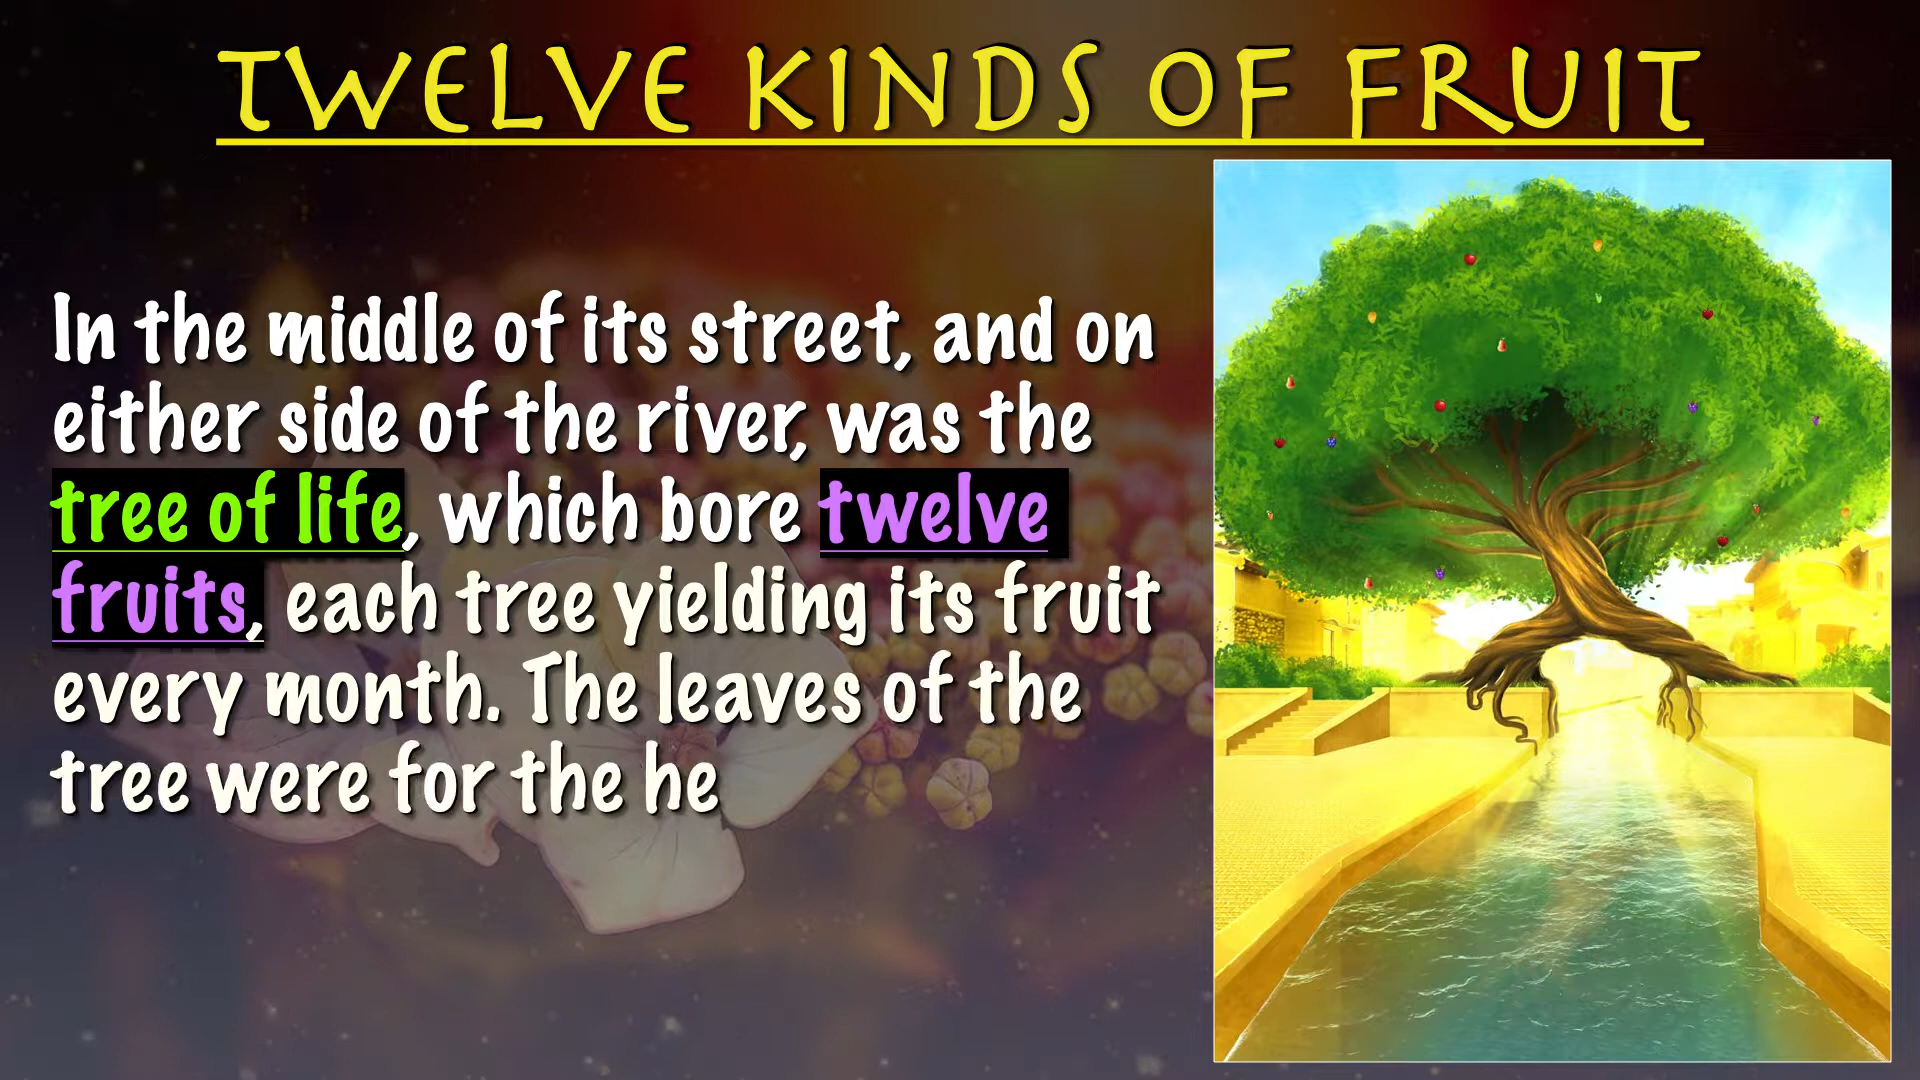 TWELVE KINDS OF FRUIT
In the middle of its street, and on
either side of the river, was the
tree of life, which bore twelve
fruits, each tree yielding its fruit
every month. The leaves of the
tree were for the he